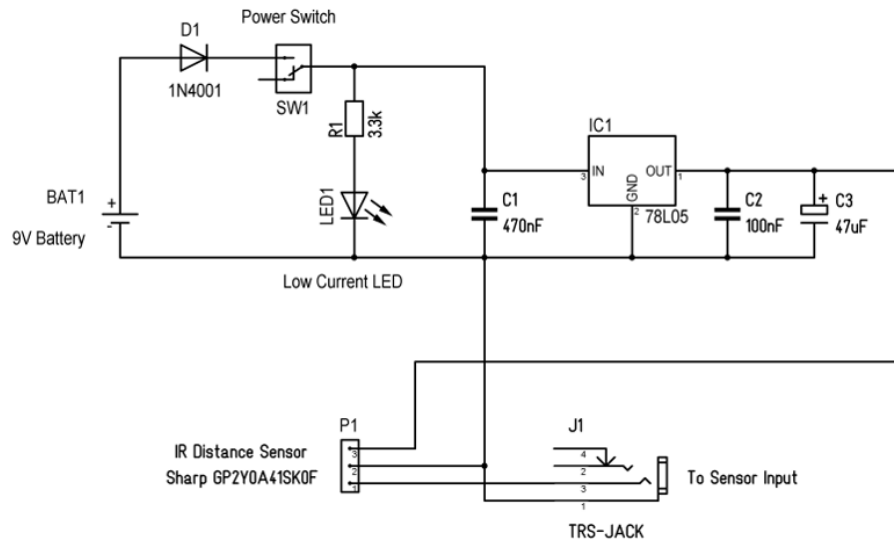 Power Switch
D1
1N4001
SW1
R1
3.3k
IC1
3
IN
OUT
1
GND
2
78L05
BAT1
+
-
9V Battery
LED1
Low Current LED
C1
470nF
C2
100nF
+
C3
47uF
P1
IR Distance Sensor
Sharp GP2Y0A41SK0F
3
2
1
J1
4
2
3
1
To Sensor Input
TRS-JACK